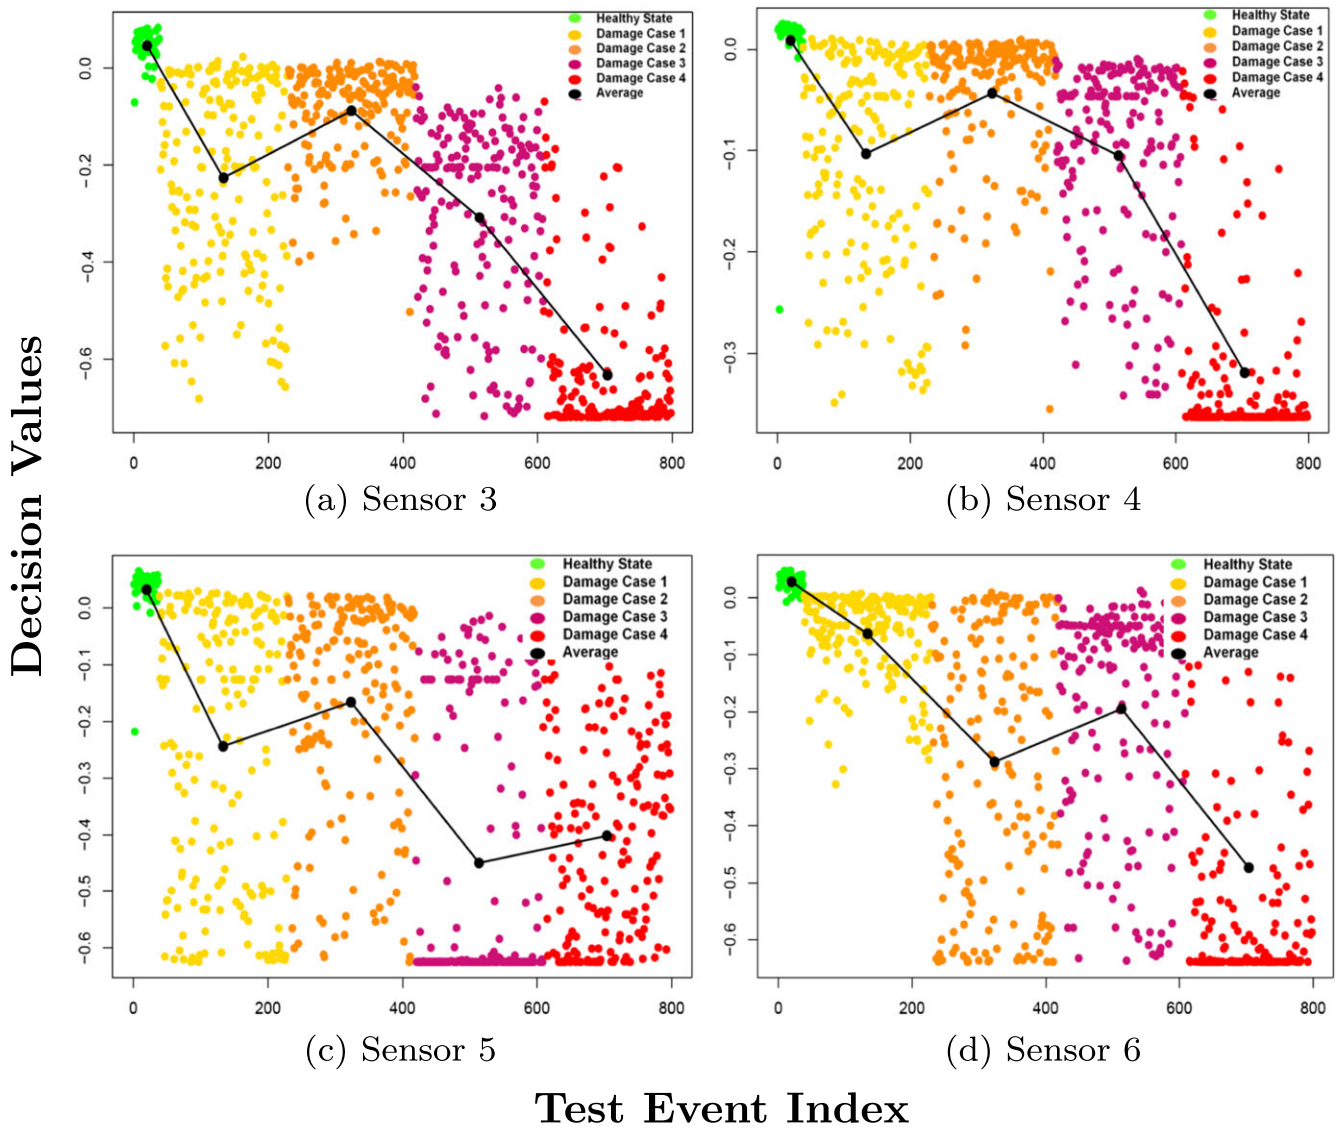 Decision Values
Healthy State
Damage Case 1
Damage Case 2
Damage Case 3
Damage Case 4
Average
0.0
−0.2
−0.4
−0.6
0 200 400 600 800
(a) Sensor 3
Healthy State
Damage Case 1
Damage Case 2
Damage Case 3
Damage Case 4
Average
0.0
−0.1
−0.2
−0.3
0 200 400 600 800
(b) Sensor 4
Healthy State
Damage Case 1
Damage Case 2
Damage Case 3
Damage Case 4
Average
0.0
−0.1
−0.2
−0.3
−0.4
−0.5
−0.6
0 200 400 600 800
(c) Sensor 5
Healthy State
Damage Case 1
Damage Case 2
Damage Case 3
Damage Case 4
Average
0.0
−0.1
−0.2
−0.3
−0.4
−0.5
−0.6
0 200 400 600 800
(d) Sensor 6
Test Event Index